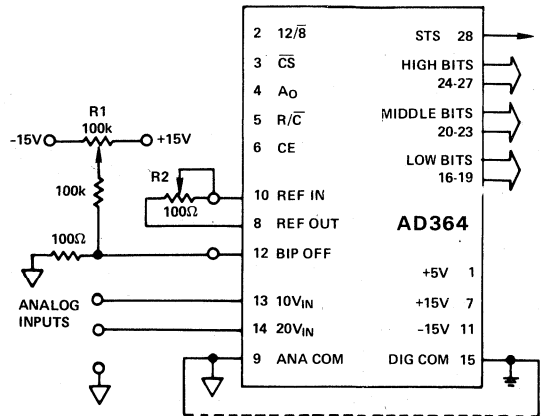 2 12/8̅
3 C̅S̅
4 A₀
5 R/C̅
6 CE
10 REF IN
8 REF OUT
12 BIP OFF
13 10V_IN
14 20V_IN
9 ANA COM
STS 28
HIGH BITS
24-27
MIDDLE BITS
20-23
LOW BITS
16-19
AD364
+5V 1
+15V 7
-15V 11
DIG COM 15
R1
100k
-15V
+15V
100k
R2
100Ω
100Ω
ANALOG
INPUTS